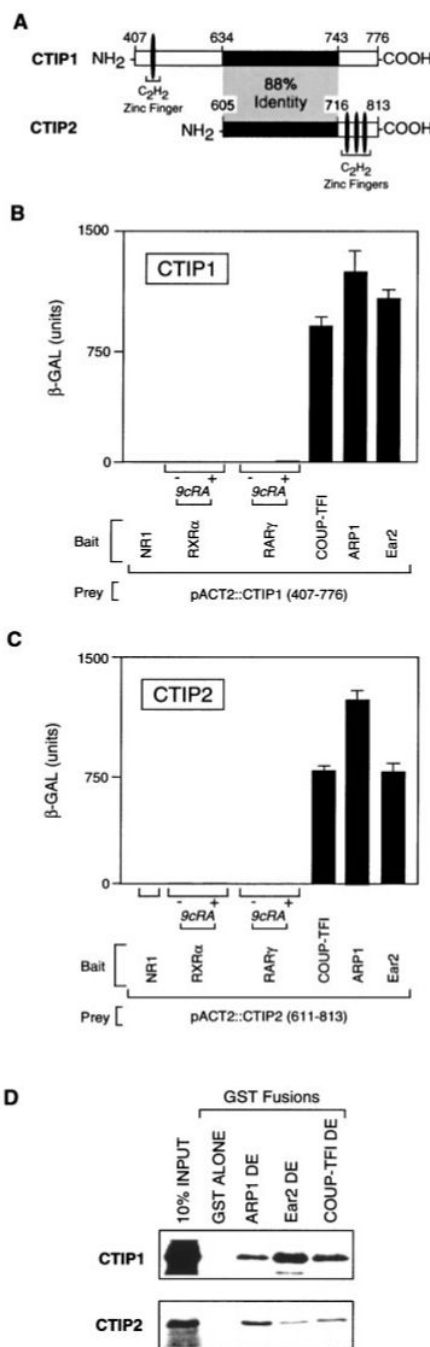 A
407 634 743 776
CTIP1 NH2 COOH
C2H2
Zinc Finger
88%
Identity
605 716 813
CTIP2 NH2 COOH
C2H2
Zinc Fingers
B
1500
CTIP1
β-GAL (units)
750
0
- + - +
9cRA 9cRA
Bait NR1 RXRα RARγ COUP-TFI ARP1 Ear2
Prey pACT2::CTIP1 (407-776)
C
1500
CTIP2
β-GAL (units)
750
0
- + - +
9cRA 9cRA
Bait NR1 RXRα RARγ COUP-TFI ARP1 Ear2
Prey pACT2::CTIP2 (611-813)
D
GST Fusions
10% INPUT
GST ALONE
ARP1 DE
Ear2 DE
COUP-TFI DE
CTIP1
CTIP2